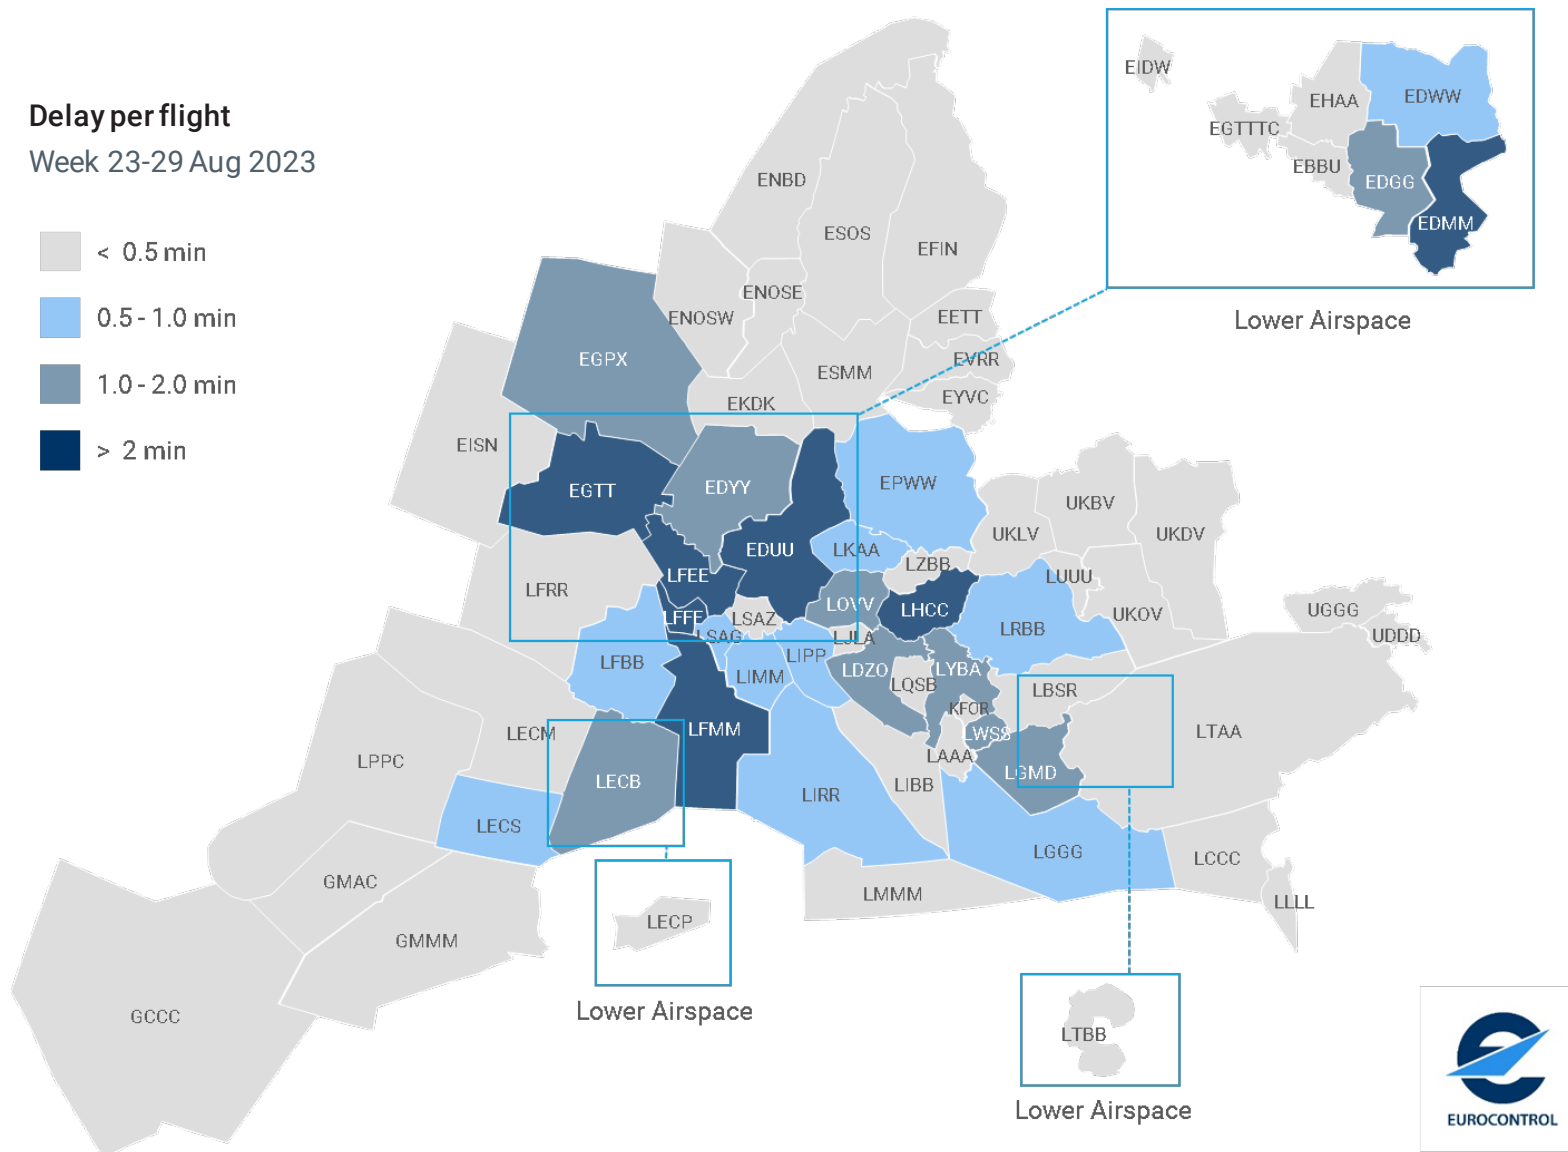 Delay per flight
Week 23-29 Aug 2023
< 0.5 min
0.5 - 1.0 min
1.0 - 2.0 min
> 2 min
EIDW
EHAA
EDWW
EGTTTC
EBBU
EDGG
EDMM
Lower Airspace
ENBD
ESOS
EFIN
ENOSE
ENOSW
EETT
EGPX
EVRR
ESMM
EYVC
EKDK
EISN
EGTT
EDYY
EPWW
UKBV
UKLV
UKDV
EDUU
LKAA
LZBB
LFEE
LUUU
LFRR
LOVV
LHCC
UGGG
LFFF
LSAZ
UKOV
LSAG
LJLA
LRBB
UDDD
LFBB
LIPP
LIMM
LDZO
LYBA
LQSB
LBSR
KFOR
LECM
LFMM
LWSS
LTAA
LPPC
LAAA
LGMD
LECB
LIBB
LIRR
LECS
LGGG
LCCC
GMAC
LMMM
LLLL
LECP
GMMM
Lower Airspace
GCCC
LTBB
Lower Airspace
EUROCONTROL